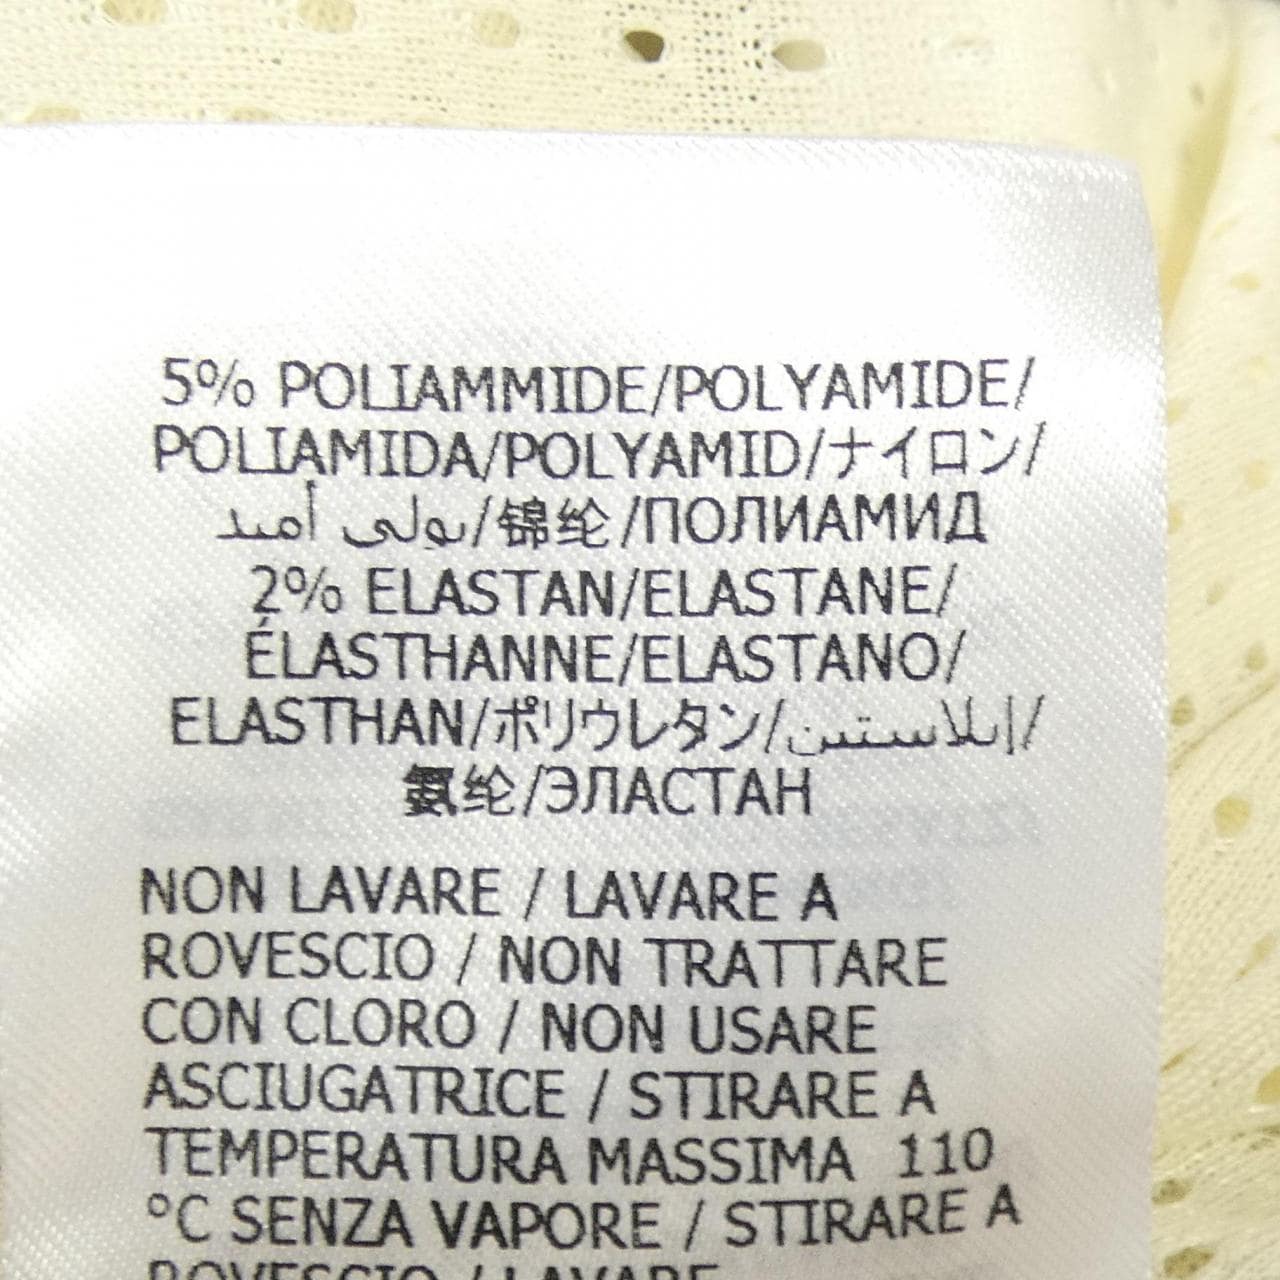 5% POLIAMMIDE/POLYAMIDE/
POLIAMIDA/POLYAMID/ナイロン/
بولي أميد/锦纶/ПОЛИАМИД
2% ELASTAN/ELASTANE/
ÉLASTHANNE/ELASTANO/
ELASTHAN/ポリウレタン/إيلاستين/
氨纶/ЭЛАСТАН
NON LAVARE / LAVARE A
ROVESCIO / NON TRATTARE
CON CLORO / NON USARE
ASCIUGATRICE / STIRARE A
TEMPERATURA MASSIMA 110
°C SENZA VAPORE / STIRARE A
ROVESCIO / LAVARE